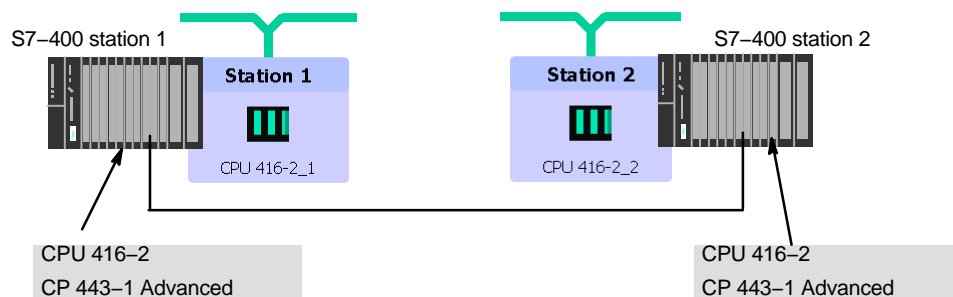 S7–400 station 1
S7–400 station 2
Station 1
Station 2
CPU 416-2_1
CPU 416-2_2
CPU 416–2
CP 443–1 Advanced
CPU 416–2
CP 443–1 Advanced